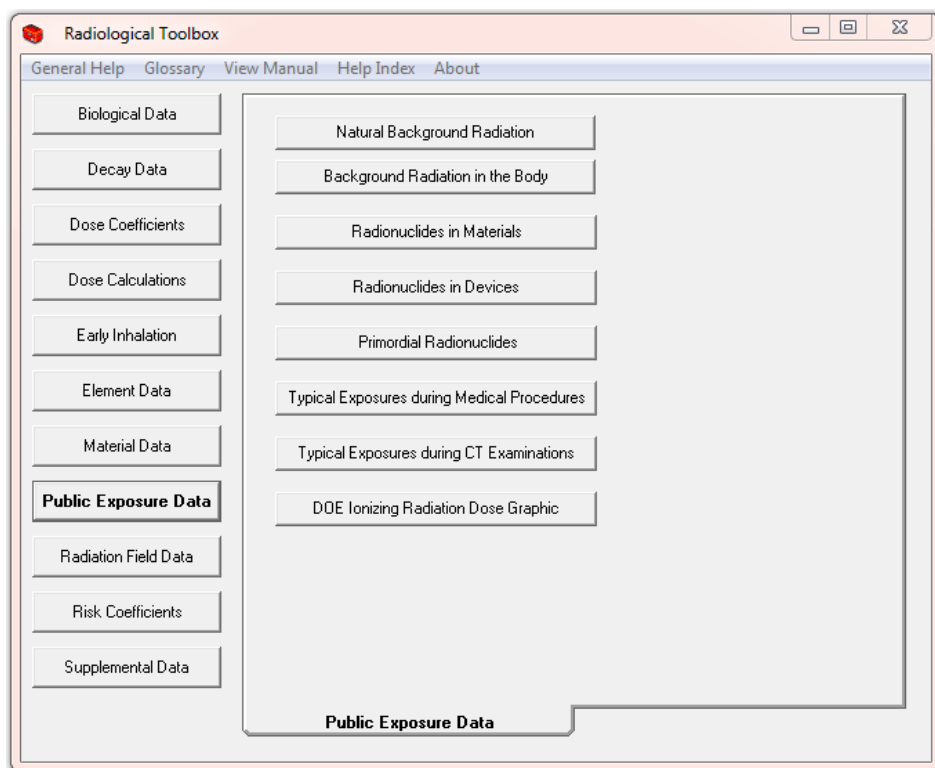 Radiological Toolbox
General Help Glossary View Manual Help Index About
Biological Data
Decay Data
Dose Coefficients
Dose Calculations
Early Inhalation
Element Data
Material Data
Public Exposure Data
Radiation Field Data
Risk Coefficients
Supplemental Data
Natural Background Radiation
Background Radiation in the Body
Radionuclides in Materials
Radionuclides in Devices
Primordial Radionuclides
Typical Exposures during Medical Procedures
Typical Exposures during CT Examinations
DOE Ionizing Radiation Dose Graphic
Public Exposure Data